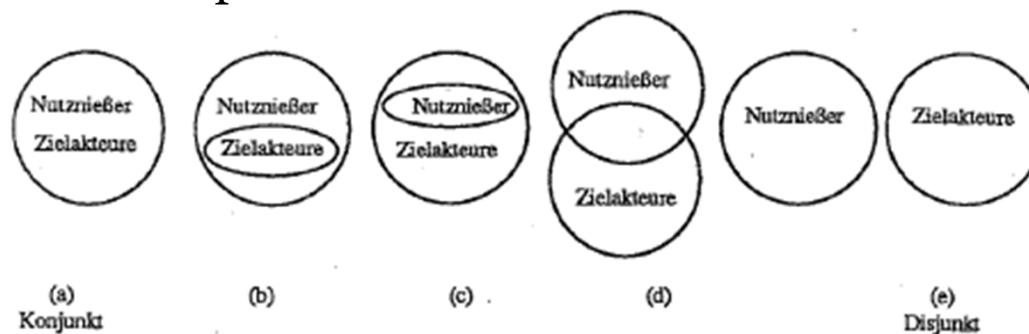 Nutznießer
Zielakteure
Nutznießer
Zielakteure
Nutznießer
Zielakteure
Nutznießer
Zielakteure
Nutznießer
Zielakteure
(a)
Konjunkt
(b)
(c)
(d)
(e)
Disjunkt